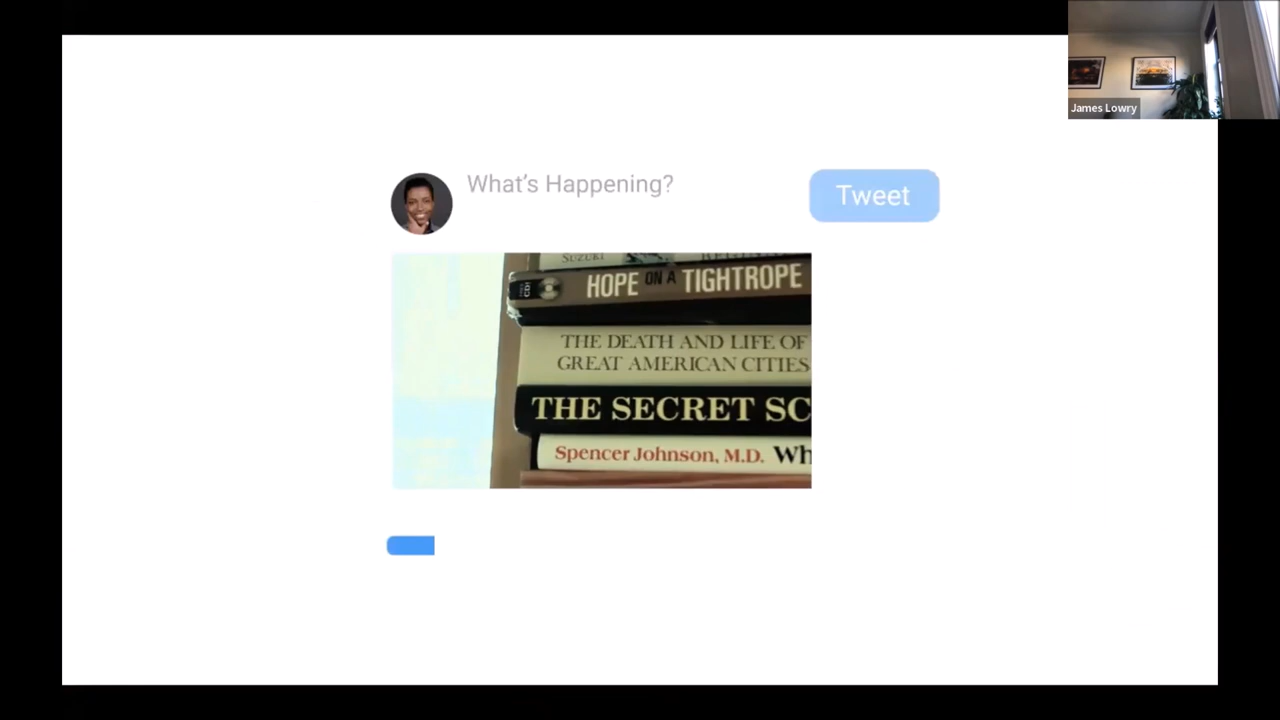 James Lowry
What's Happening?
Tweet
SUZUKI
HOPE ON A TIGHTROPE
THE DEATH AND LIFE OF
GREAT AMERICAN CITIES
THE SECRET SC
Spencer Johnson, M.D. Wh